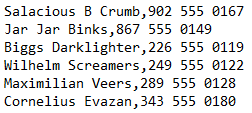 Salacious B Crumb,902 555 0167
Jar Jar Binks,867 555 0149
Biggs Darklighter,226 555 0119
Wilhelm Screamers,249 555 0122
Maximilian Veers,289 555 0128
Cornelius Evazan,343 555 0180